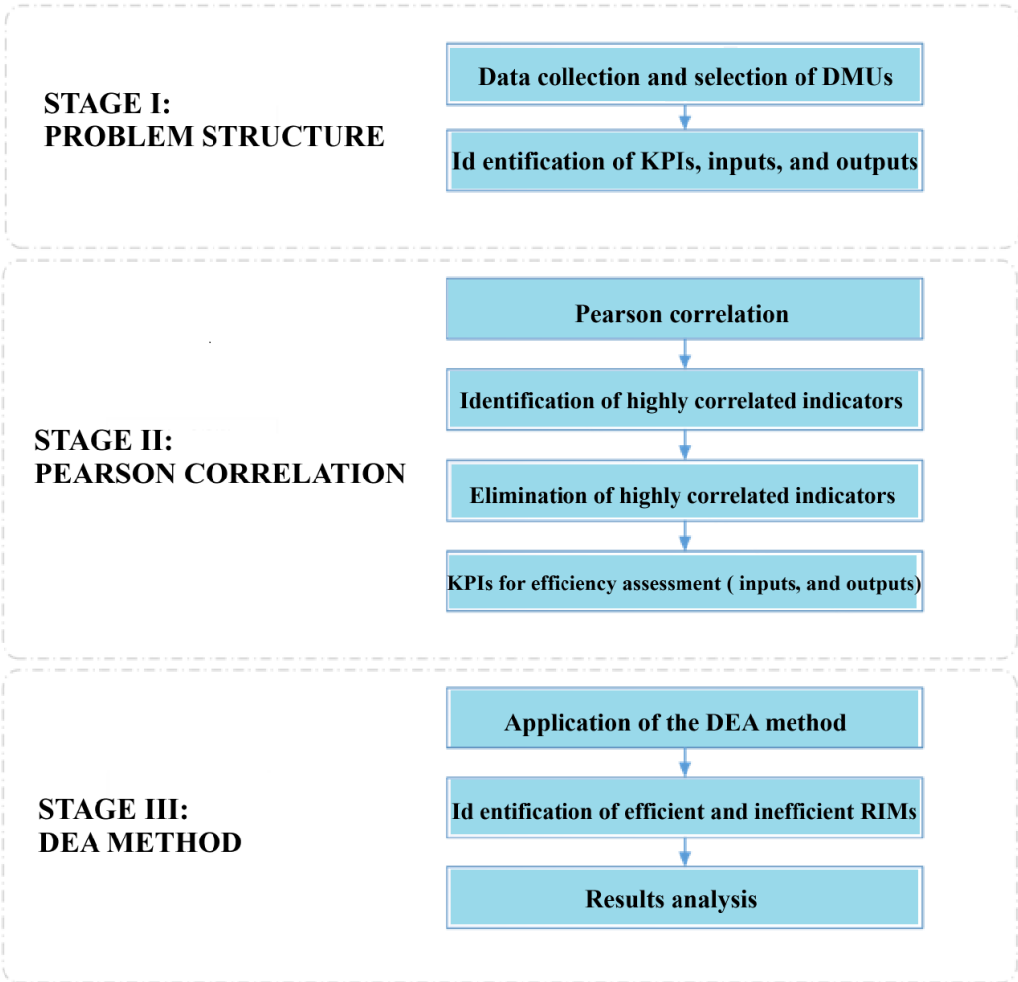 STAGE I:
PROBLEM STRUCTURE
Data collection and selection of DMUs
Id entification of KPIs, inputs, and outputs
STAGE II:
PEARSON CORRELATION
Pearson correlation
Identification of highly correlated indicators
Elimination of highly correlated indicators
KPIs for efficiency assessment ( inputs, and outputs)
STAGE III:
DEA METHOD
Application of the DEA method
Id entification of efficient and inefficient RIMs
Results analysis